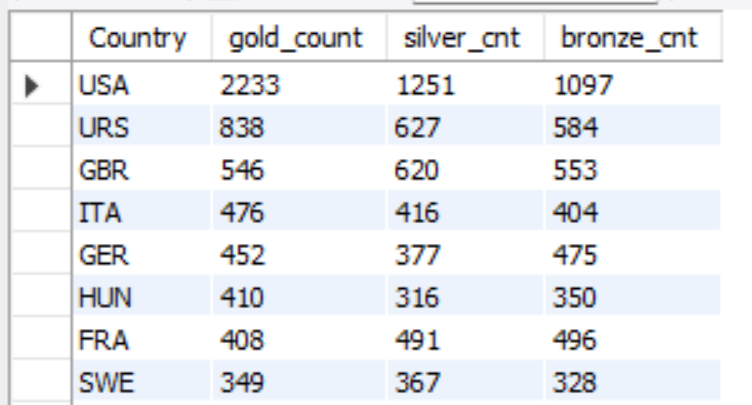 Country gold_count silver_cnt bronze_cnt
USA 2233 1251 1097
URS 838 627 584
GBR 546 620 553
ITA 476 416 404
GER 452 377 475
HUN 410 316 350
FRA 408 491 496
SWE 349 367 328